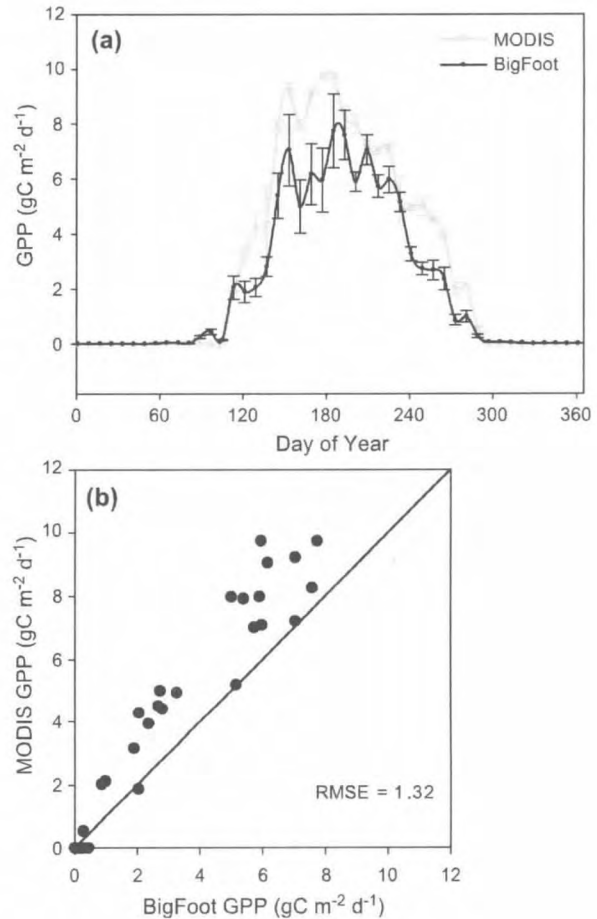 12
(a)
MODIS
BigFoot
10
8
6
4
2
0
GPP (gC m⁻² d⁻¹)
0 60 120 180 240 300 360
Day of Year
12
(b)
10
8
6
4
2
0
MODIS GPP (gC m⁻² d⁻¹)
RMSE = 1.32
0 2 4 6 8 10 12
BigFoot GPP (gC m⁻² d⁻¹)